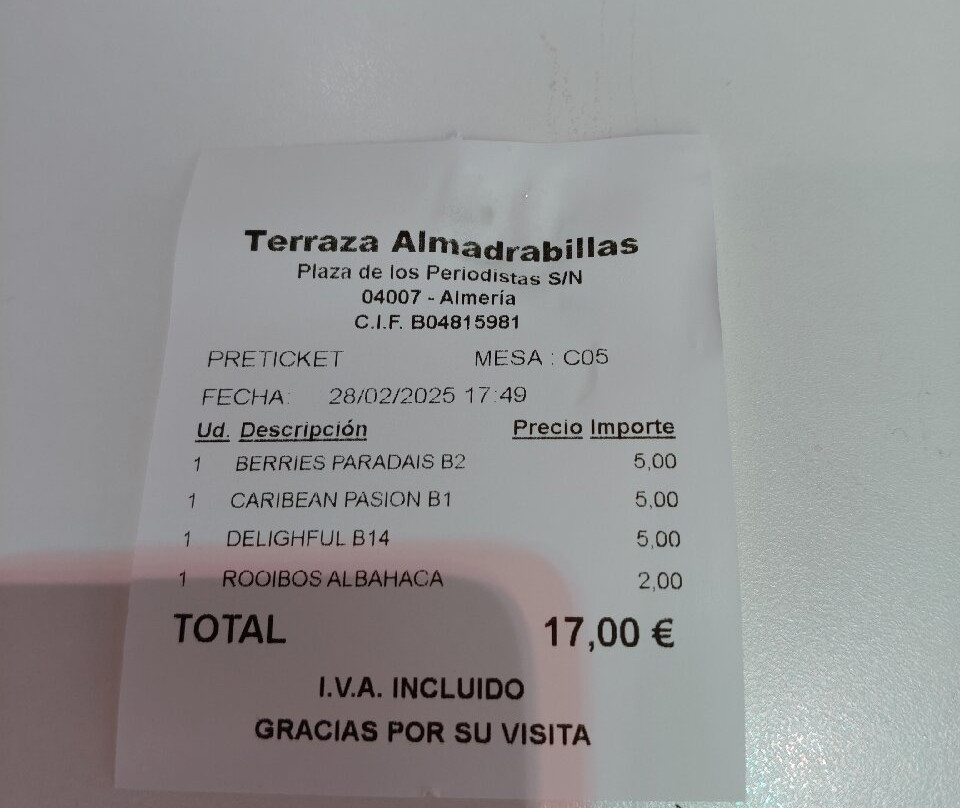 Terraza Almadrabillas
Plaza de los Periodistas S/N
04007 - Almería
C.I.F. B04815981
PRETICKET MESA : C05
FECHA: 28/02/2025 17:49
Ud. Descripción Precio Importe
1 BERRIES PARADAIS B2 5,00
1 CARIBEAN PASION B1 5,00
1 DELIGHFUL B14 5,00
1 ROOIBOS ALBAHACA 2,00
TOTAL 17,00 €
I.V.A. INCLUIDO
GRACIAS POR SU VISITA